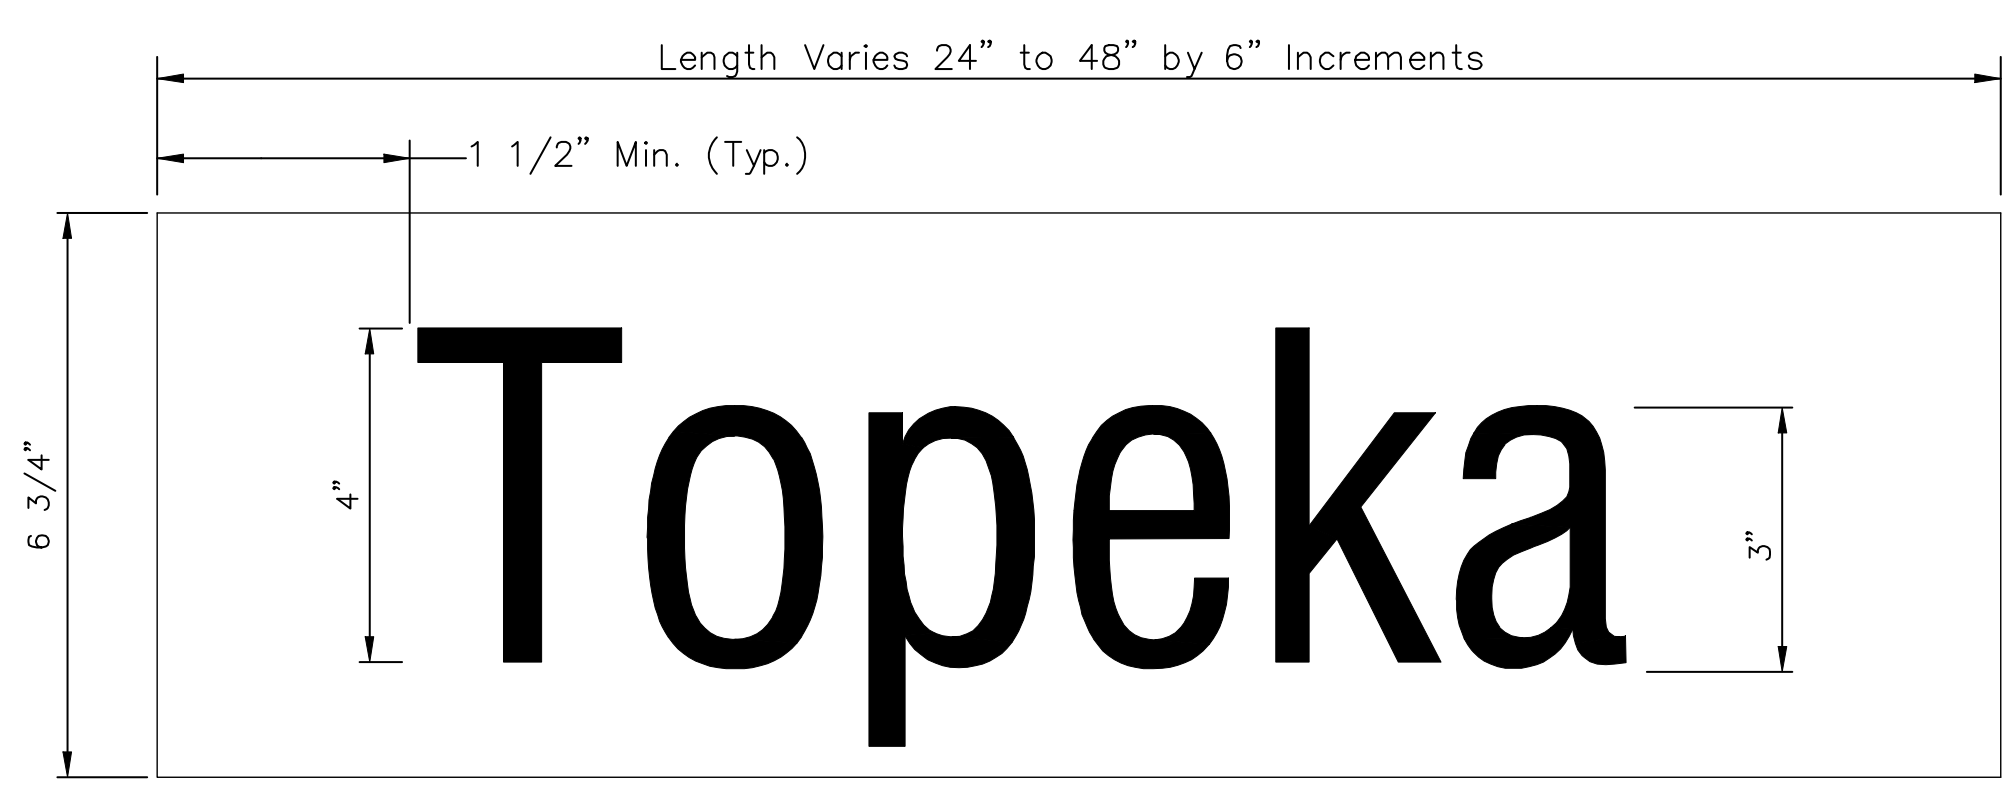 Length Varies 24” to 48” by 6” Increments
1 1/2” Min. (Typ.)
6 3/4”
4”
Topeka
3”